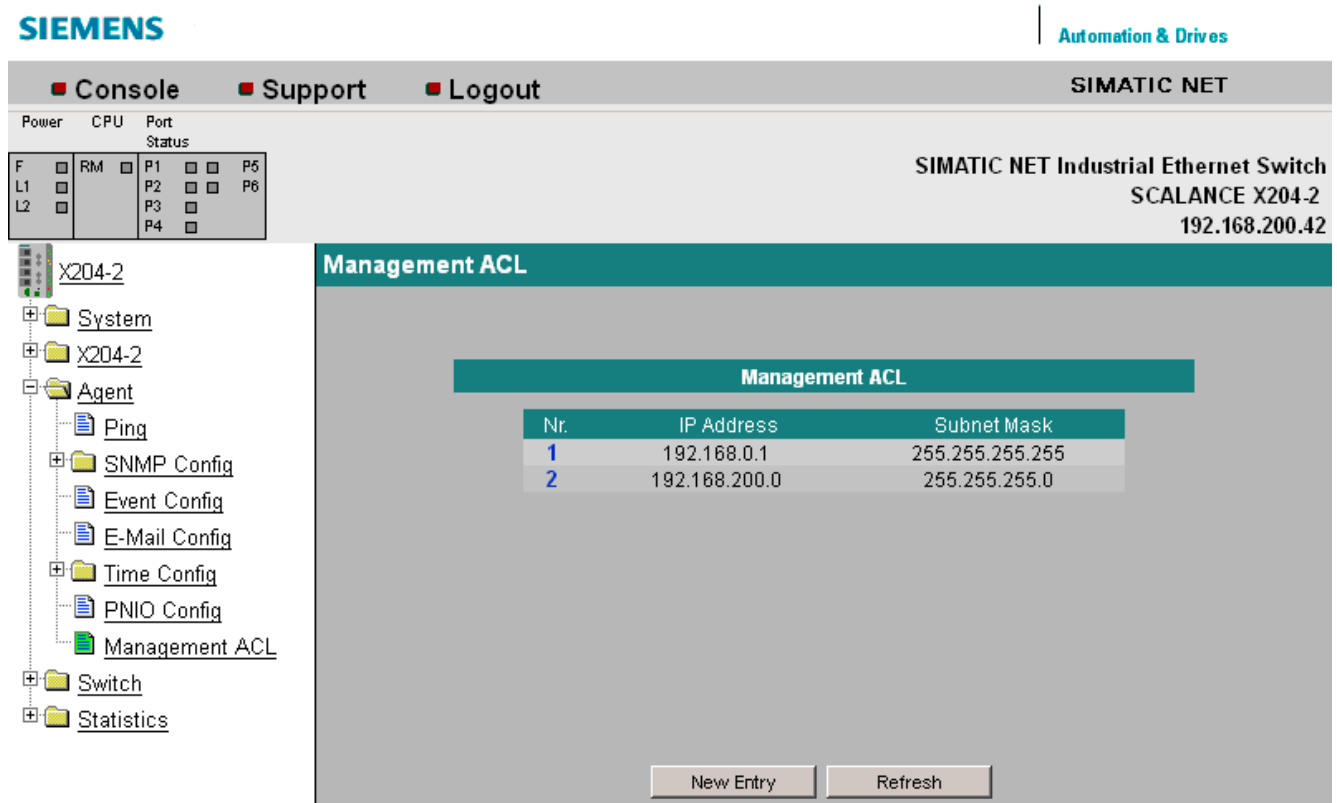 SIEMENS
Automation & Drives
Console Support Logout SIMATIC NET
Power CPU Port
Status
F RM P1 P5
L1 P2 P6
L2 P3
P4
SIMATIC NET Industrial Ethernet Switch
SCALANCE X204-2
192.168.200.42
X204-2
System
X204-2
Agent
Ping
SNMP Config
Event Config
E-Mail Config
Time Config
PNIO Config
Management ACL
Switch
Statistics
Management ACL
Management ACL
Nr. IP Address Subnet Mask
1 192.168.0.1 255.255.255.255
2 192.168.200.0 255.255.255.0
New Entry Refresh